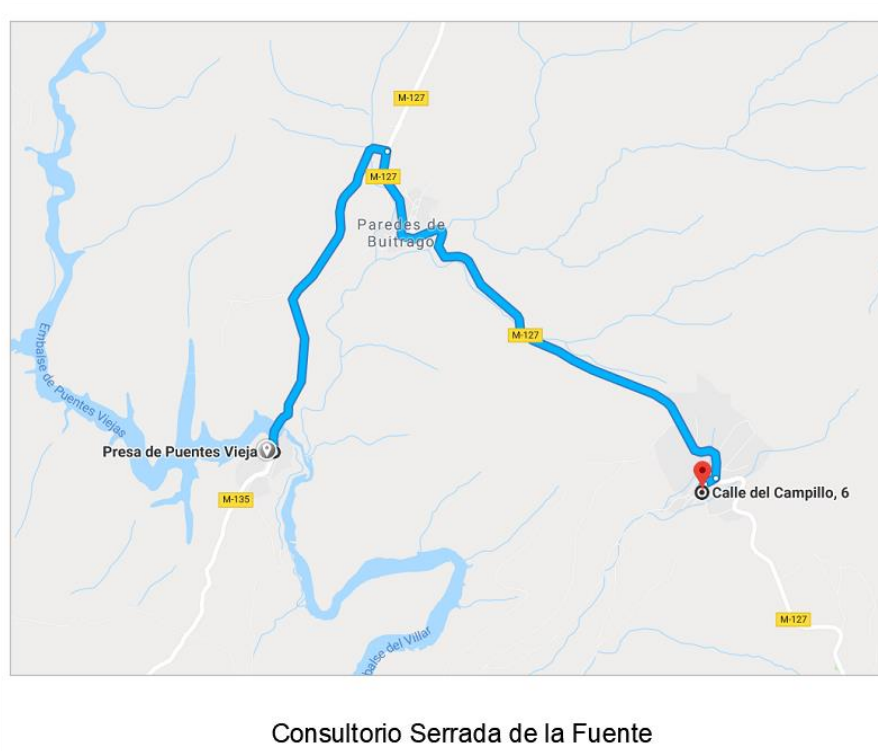 M-127
M-127
Paredes de
Buitrago
M-127
Embalse de Puentes Viejas
Presa de Puentes Vieja
M-135
Calle del Campillo, 6
M-127
alse del Villar
Consultorio Serrada de la Fuente